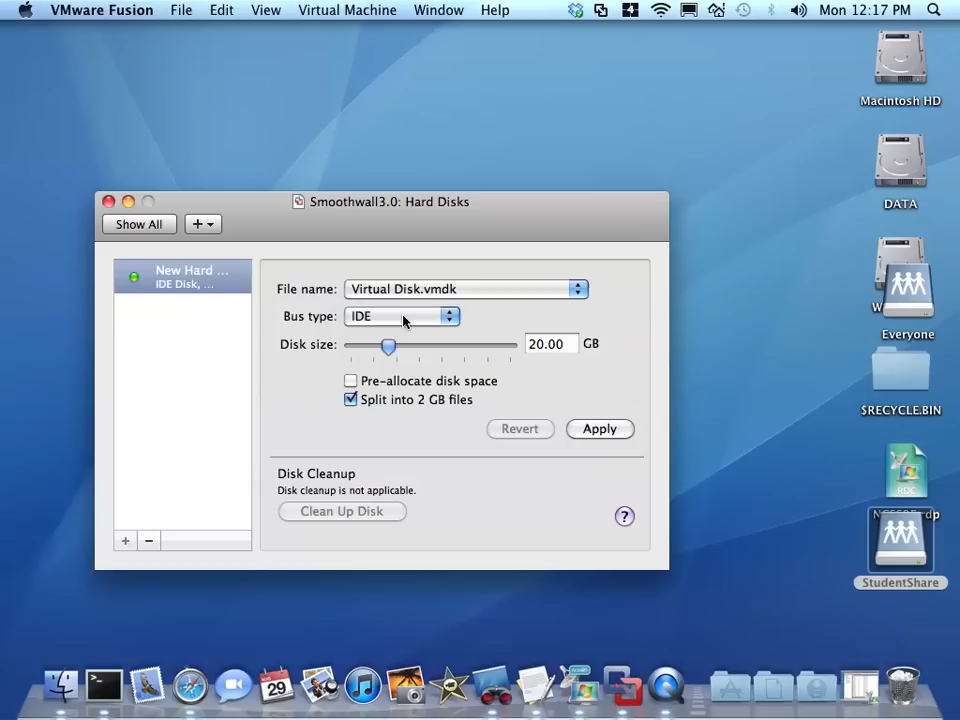 VMware Fusion File Edit View Virtual Machine Window Help 4 Mon 12:17 PM
Macintosh HD
DATA
Smoothwall3.0: Hard Disks
Show All
New Hard ...
IDE Disk, ...
File name: Virtual Disk.vmdk
Bus type: IDE
Disk size: 20.00 GB
Pre-allocate disk space
Split into 2 GB files
Revert Apply
Disk Cleanup
Disk cleanup is not applicable.
Clean Up Disk
?
Everyone
$RECYCLE.BIN
RDC
StudentShare
29